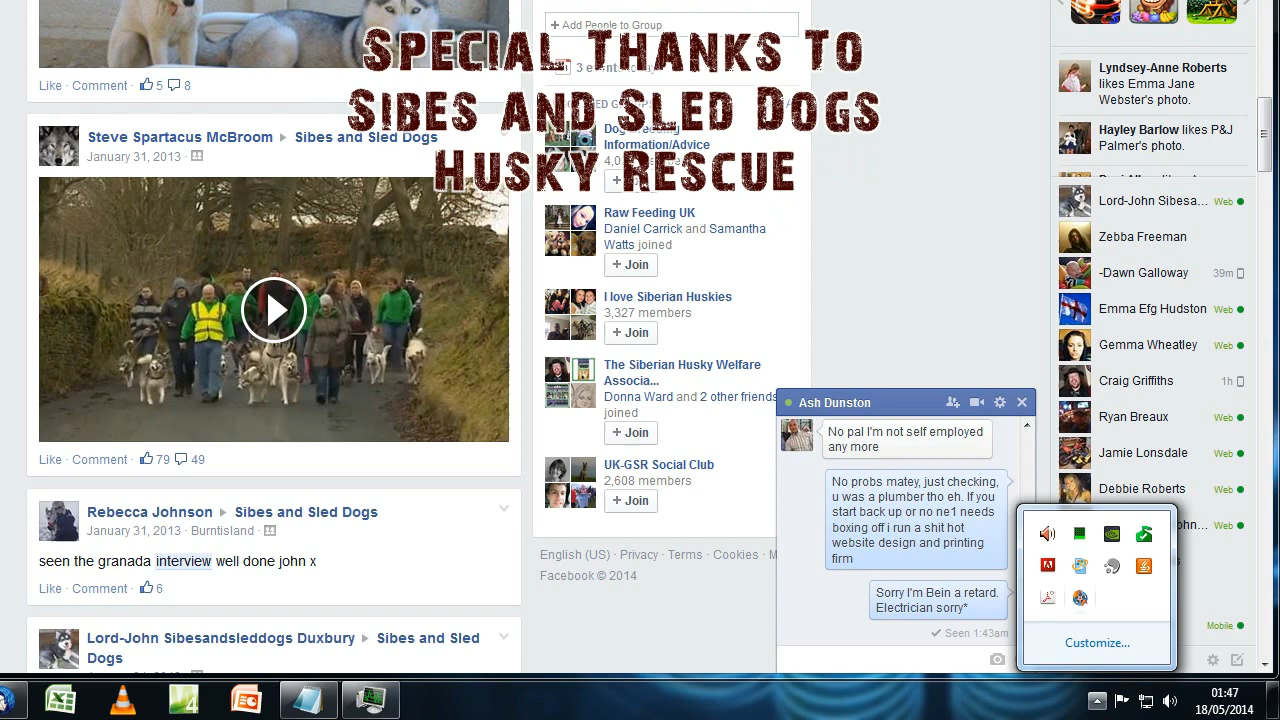 Special Thanks To
Sibes and Sled Dogs
Husky Rescue
Like · Comment · 5 8
Steve Spartacus McBroom Sibes and Sled Dogs
January 31, 2013 ·
Like · Comment · 79 49
Rebecca Johnson Sibes and Sled Dogs
January 31, 2013 · Burntisland ·
seen the granada interview well done john x
Like · Comment · 6
Lord-John Sibesandsleddogs Duxbury Sibes and Sled
Dogs
+ Add People to Group
Information/Advice
Raw Feeding UK
Daniel Carrick and Samantha
Watts joined
+ Join
I love Siberian Huskies
3,327 members
+ Join
The Siberian Husky Welfare
Associa...
Donna Ward and 2 other friends
joined
+ Join
UK-GSR Social Club
2,608 members
+ Join
English (US) · Privacy · Terms · Cookies · M
Facebook © 2014
Ash Dunston
No pal I'm not self employed
any more
No probs matey, just checking,
u was a plumber tho eh. If you
start back up or no ne1 needs
boxing off i run a shit hot
website design and printing
firm
Sorry I'm Bein a retard.
Electrician sorry*
Seen 1:43am
Lyndsey-Anne Roberts
likes Emma Jane
Webster's photo.
Hayley Barlow likes P&J
Palmer's photo.
Lord-John Sibesa... Web
Zebba Freeman
-Dawn Galloway 39m
Emma Efg Hudston Web
Gemma Wheatley Web
Craig Griffiths 1h
Ryan Breaux Web
Jamie Lonsdale Web
Debbie Roberts Web
Web
Mobile
Customize...
01:47
18/05/2014